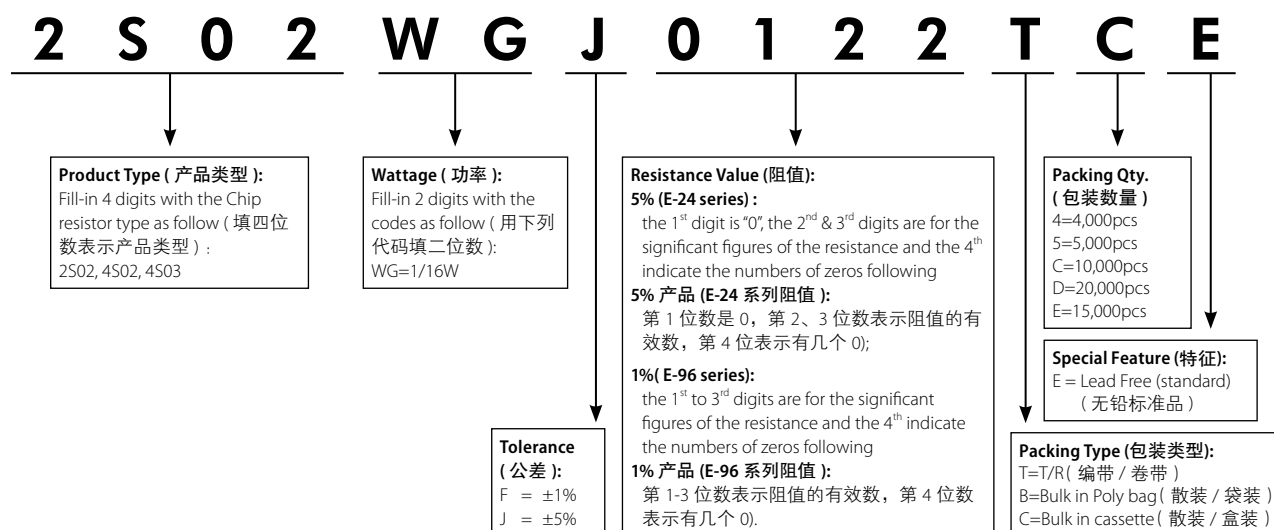 2 S 0 2 W G J 0 1 2 2 T C E
Product Type ( 产品类型 ):
Fill-in 4 digits with the Chip
resistor type as follow ( 填四位
数表示产品类型 ) :
2S02, 4S02, 4S03
Wattage ( 功率 ):
Fill-in 2 digits with the
codes as follow ( 用下列
代码填二位数 ):
WG=1/16W
Tolerance
( 公差 ):
F = ±1%
J = ±5%
Resistance Value (阻值):
5% (E-24 series) :
the 1st digit is “0”, the 2nd & 3rd digits are for the
significant figures of the resistance and the 4th
indicate the numbers of zeros following
5% 产品 (E-24 系列阻值 ):
第 1 位数是 0，第 2、3 位数表示阻值的有
效数，第 4 位表示有几个 0);
1%( E-96 series):
the 1st to 3rd digits are for the significant
figures of the resistance and the 4th indicate
the numbers of zeros following
1% 产品 (E-96 系列阻值 ):
第 1-3 位数表示阻值的有效数，第 4 位数
表示有几个 0).
Packing Qty.
( 包装数量 )
4=4,000pcs
5=5,000pcs
C=10,000pcs
D=20,000pcs
E=15,000pcs
Special Feature (特征):
E = Lead Free (standard)
( 无铅标准品 )
Packing Type (包装类型):
T=T/R( 编带 / 卷带 )
B=Bulk in Poly bag( 散装 / 袋装 )
C=Bulk in cassette( 散装 / 盒装 )